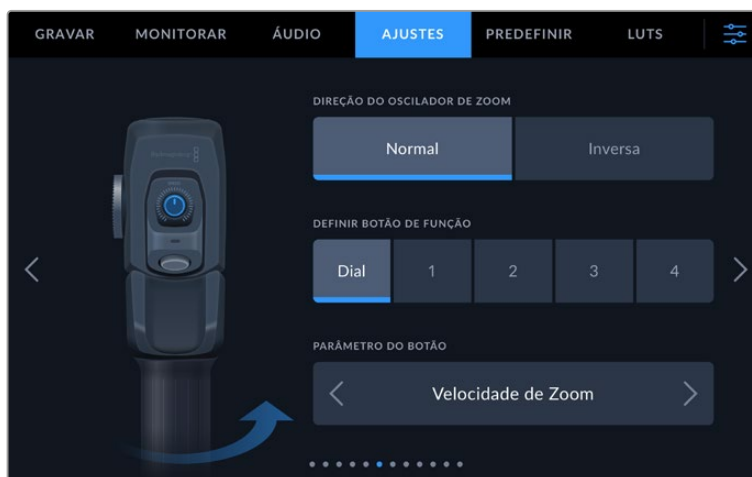 GRAVAR MONITORAR ÁUDIO AJUSTES PREDEFINIR LUTS
DIREÇÃO DO OSCILADOR DE ZOOM
Normal Inversa
DEFINIR BOTÃO DE FUNÇÃO
Dial 1 2 3 4
PARÂMETRO DO BOTÃO
Velocidade de Zoom